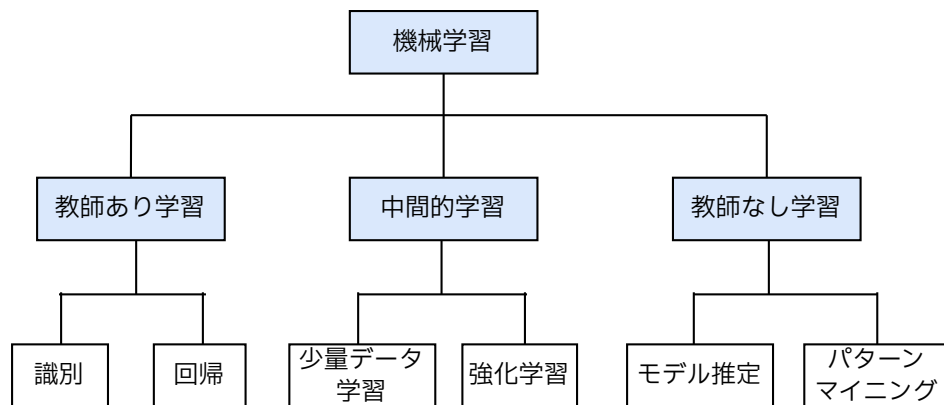 機械学習
教師あり学習
中間的学習
教師なし学習
識別
回帰
少量データ
学習
強化学習
モデル推定
パターン
マイニング